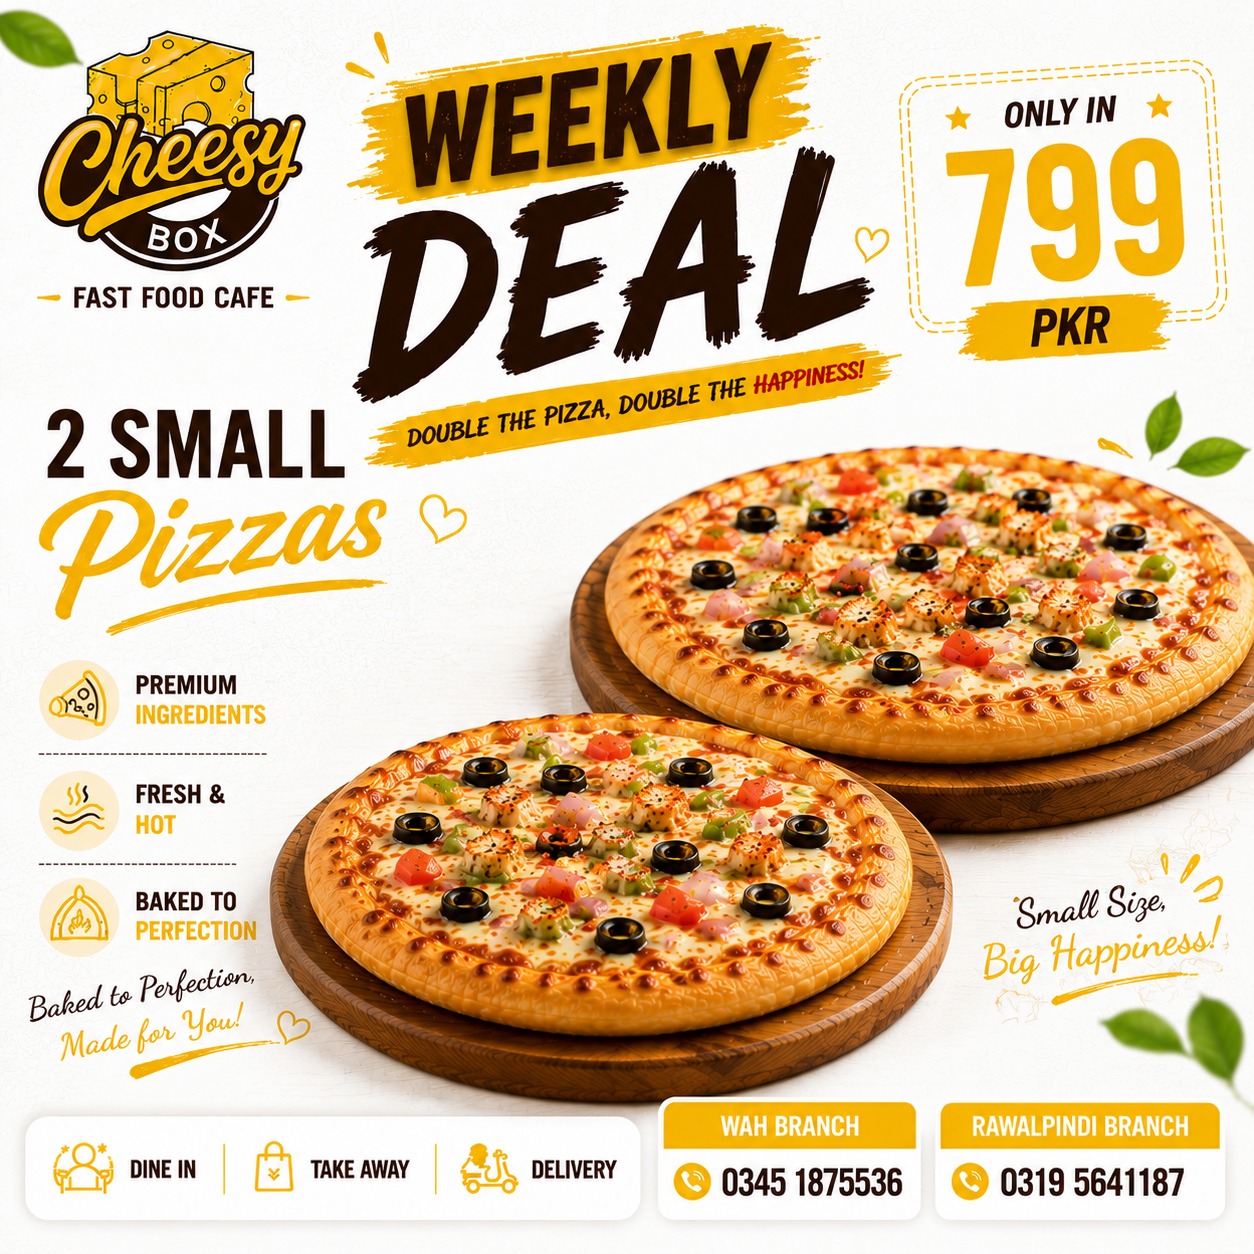 Cheesy
BOX
FAST FOOD CAFE
WEEKLY
DEAL
DOUBLE THE PIZZA, DOUBLE THE HAPPINESS!
ONLY IN
799
PKR
2 SMALL
Pizzas
PREMIUM
INGREDIENTS
FRESH &
HOT
BAKED TO
PERFECTION
Baked to Perfection,
Made for You!
Small Size,
Big Happiness!
DINE IN
TAKE AWAY
DELIVERY
WAH BRANCH
0345 1875536
RAWALPINDI BRANCH
0319 5641187